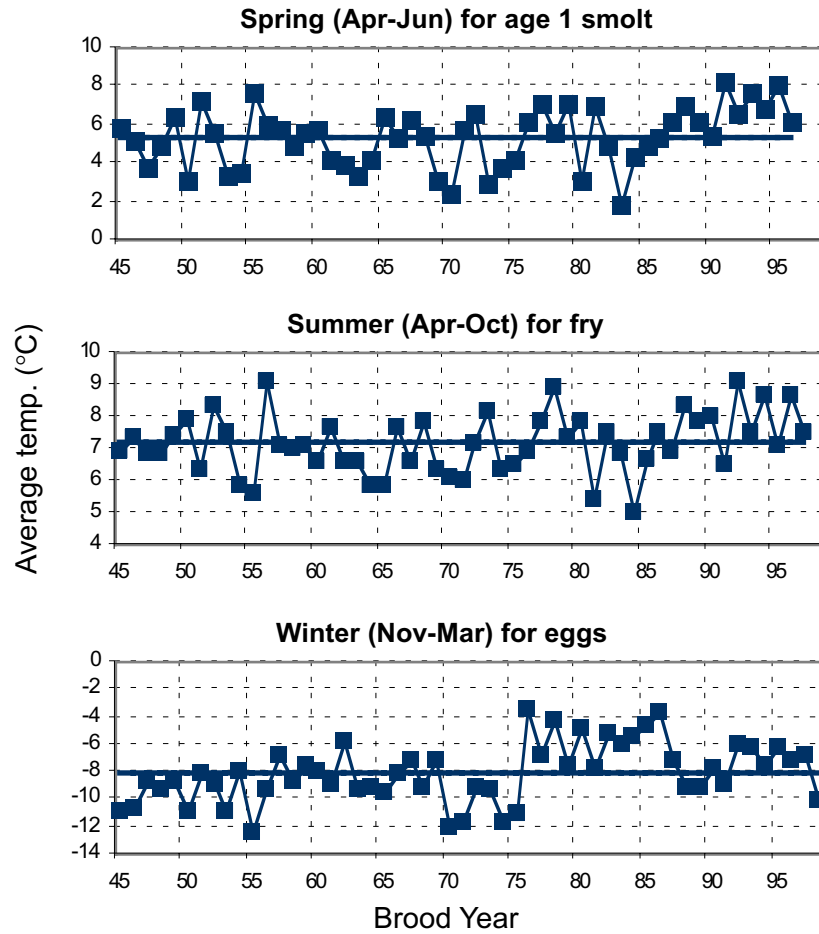 Spring (Apr-Jun) for age 1 smolt
10
8
6
4
2
0
45 50 55 60 65 70 75 80 85 90 95
Summer (Apr-Oct) for fry
Average temp. (°C)
10
9
8
7
6
5
4
45 50 55 60 65 70 75 80 85 90 95
Winter (Nov-Mar) for eggs
0
-2
-4
-6
-8
-10
-12
-14
45 50 55 60 65 70 75 80 85 90 95
Brood Year